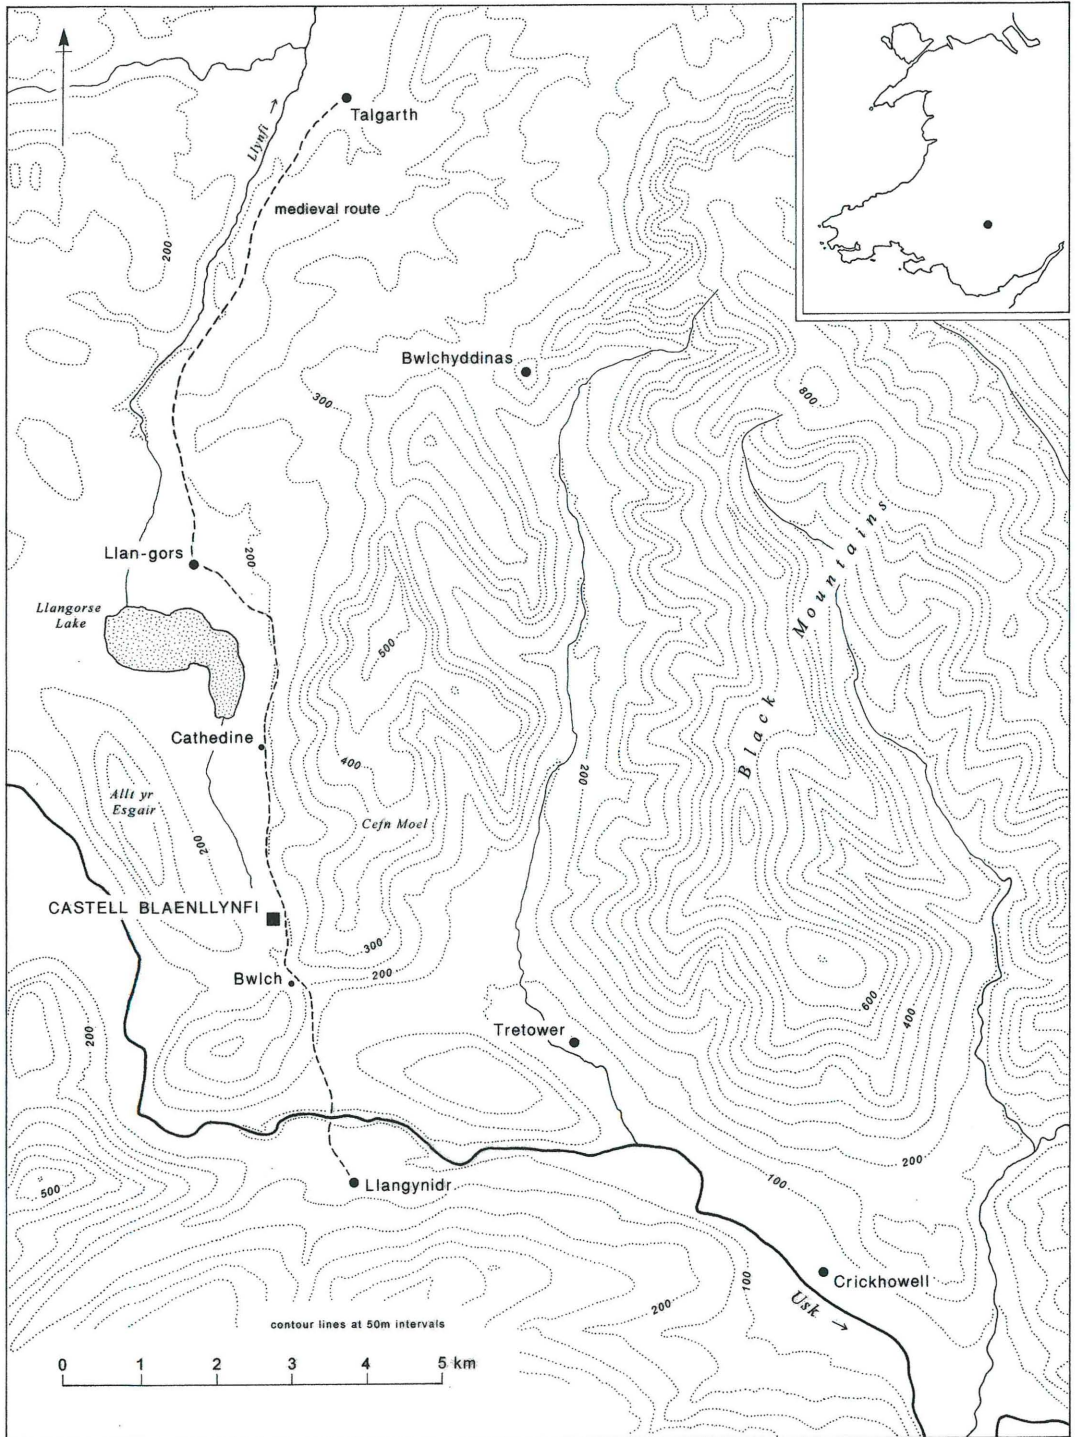 Talgarth
Llynfi →
medieval route
200
Bwlchyddinas
300
800
Llan-gors
200
Llangorse
Lake
500
Black Mountains
Cathedine
400
200
Allt yr
Esgair
Cefn Moel
200
CASTELL BLAENLLYNFI
300
200
Bwlch
600
400
200
Tretower
200
500
Llangynidr
100
100
Crickhowell
200
Usk →
contour lines at 50m intervals
0 1 2 3 4 5 km